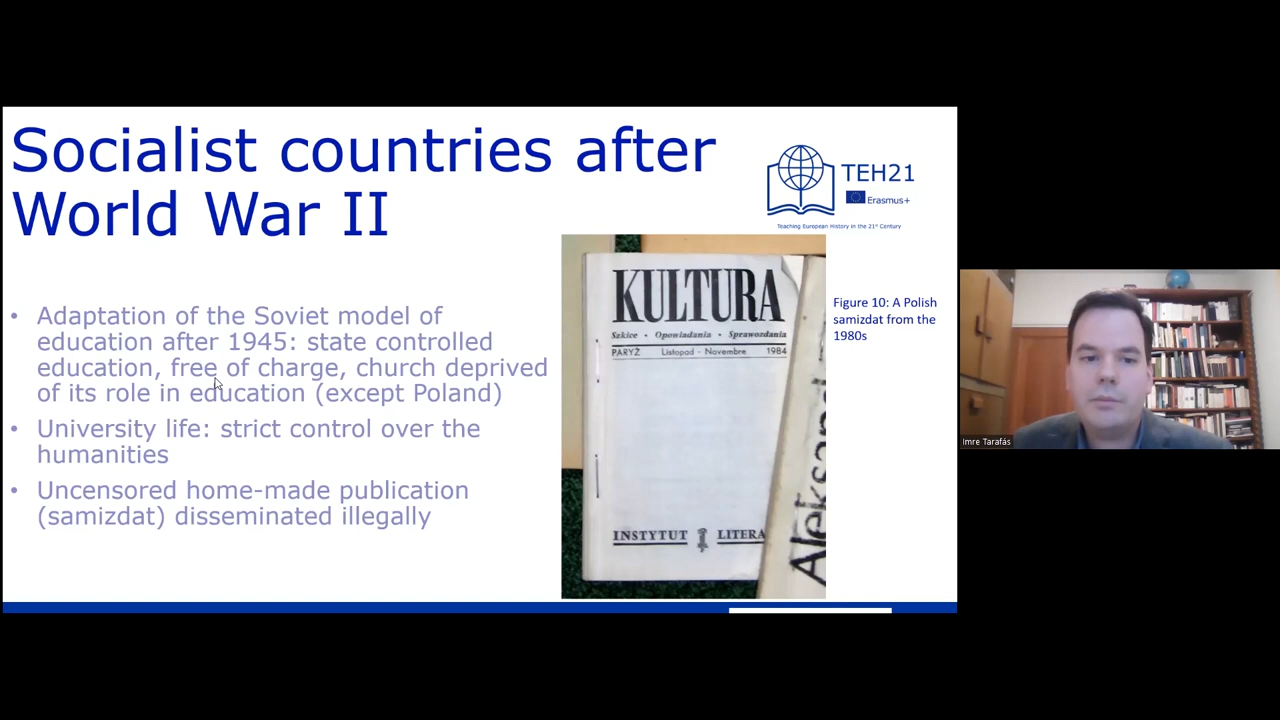 Socialist countries after
World War II
TEH21
Erasmus+
Teaching European History in the 21st Century
• Adaptation of the Soviet model of
education after 1945: state controlled
education, free of charge, church deprived
of its role in education (except Poland)
• University life: strict control over the
humanities
• Uncensored home-made publication
(samizdat) disseminated illegally
KULTURA
Szkice • Opowiadania • Sprawozdania
PARYŻ Listopad - Novembre 1984
INSTYTUT LITERA
Aleksand
Figure 10: A Polish
samizdat from the
1980s
Imre Tarafás